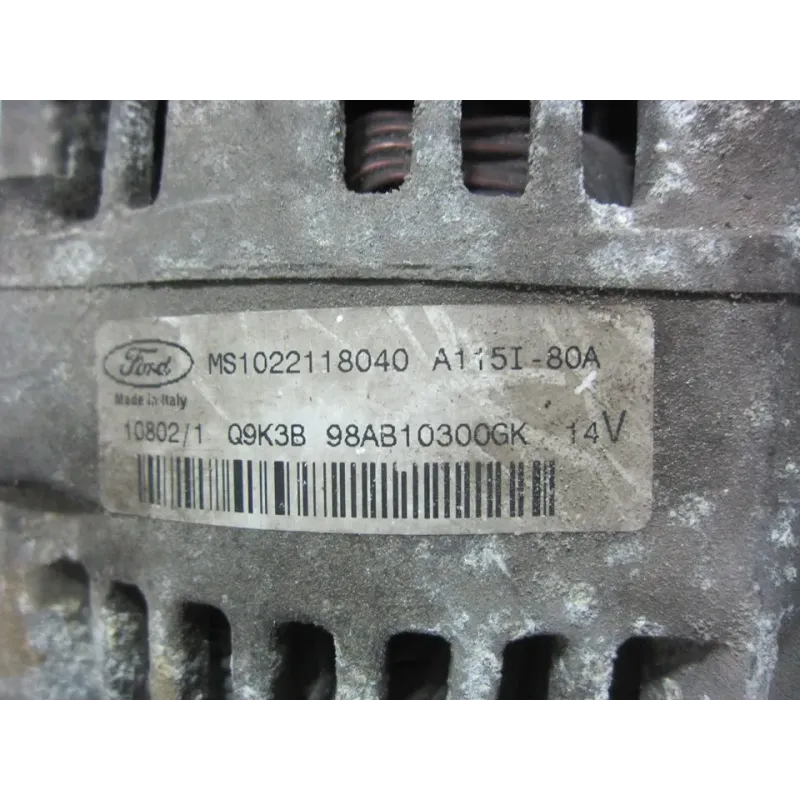 Ford MS1022118040 A115I-80A
Made in Italy
10802/1 Q9K3B 98AB10300GK 14V